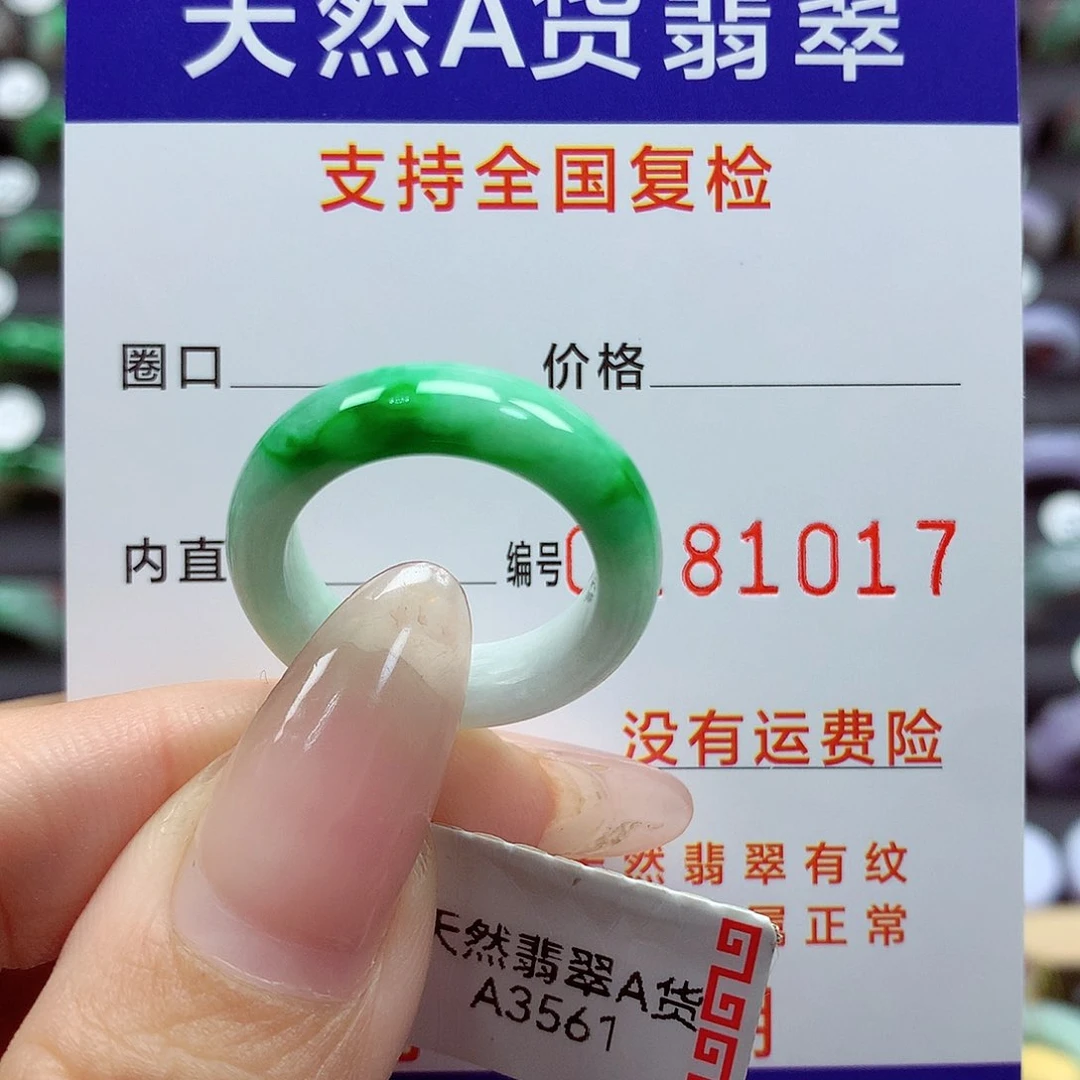 天然A货翡翠
支持全国复检
圈口 价格
内直 编号 81017
没有运费险
然翡翠有纹
属正常
天然翡翠A货
A3561